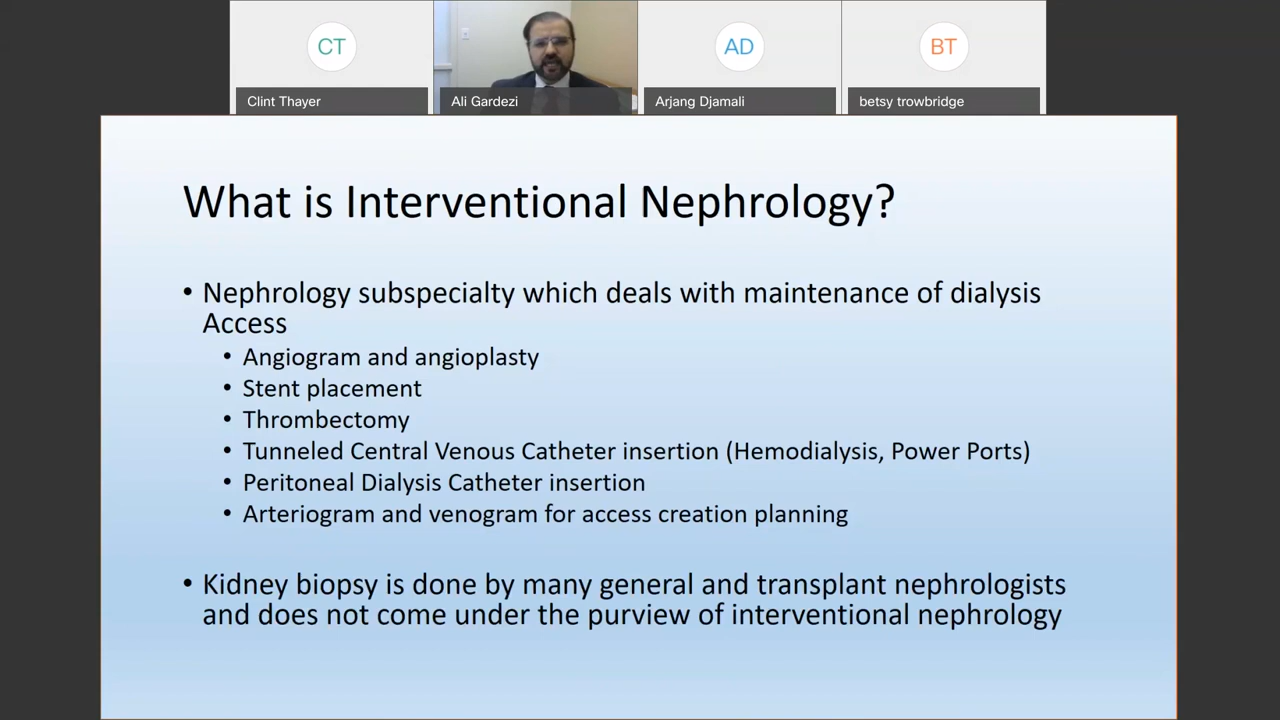 CT
AD
BT
Clint Thayer
Ali Gardezi
Arjang Djamali
betsy trowbridge
What is Interventional Nephrology?
• Nephrology subspecialty which deals with maintenance of dialysis
Access
• Angiogram and angioplasty
• Stent placement
• Thrombectomy
• Tunneled Central Venous Catheter insertion (Hemodialysis, Power Ports)
• Peritoneal Dialysis Catheter insertion
• Arteriogram and venogram for access creation planning
• Kidney biopsy is done by many general and transplant nephrologists
and does not come under the purview of interventional nephrology